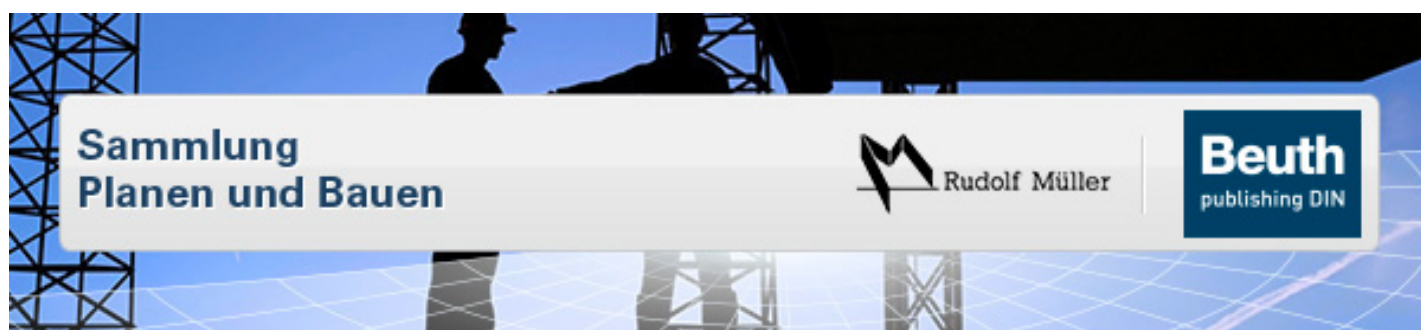 Sammlung
Planen und Bauen
Rudolf Müller
Beuth
publishing DIN